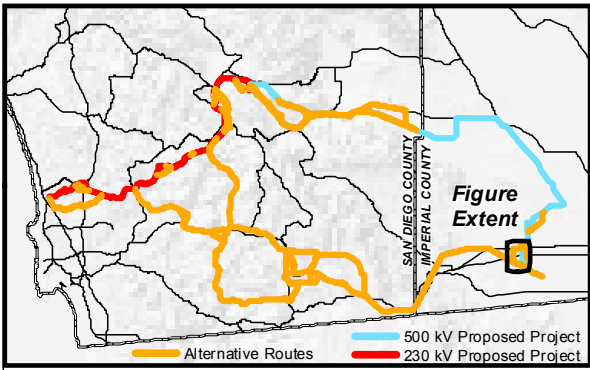 SAN DIEGO COUNTY
IMPERIAL COUNTY
Figure
Extent
500 kV Proposed Project
Alternative Routes
230 kV Proposed Project